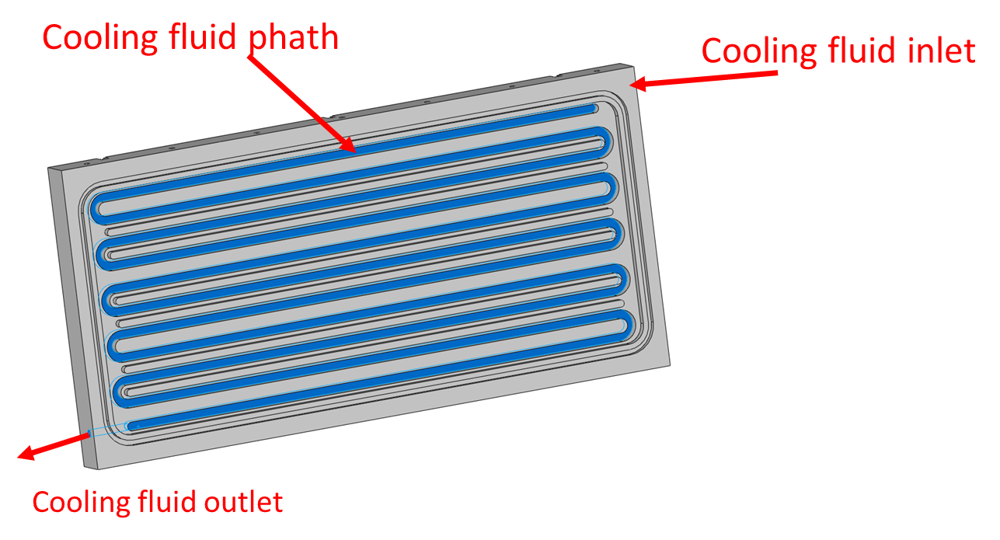 Cooling fluid phath
Cooling fluid inlet
Cooling fluid outlet